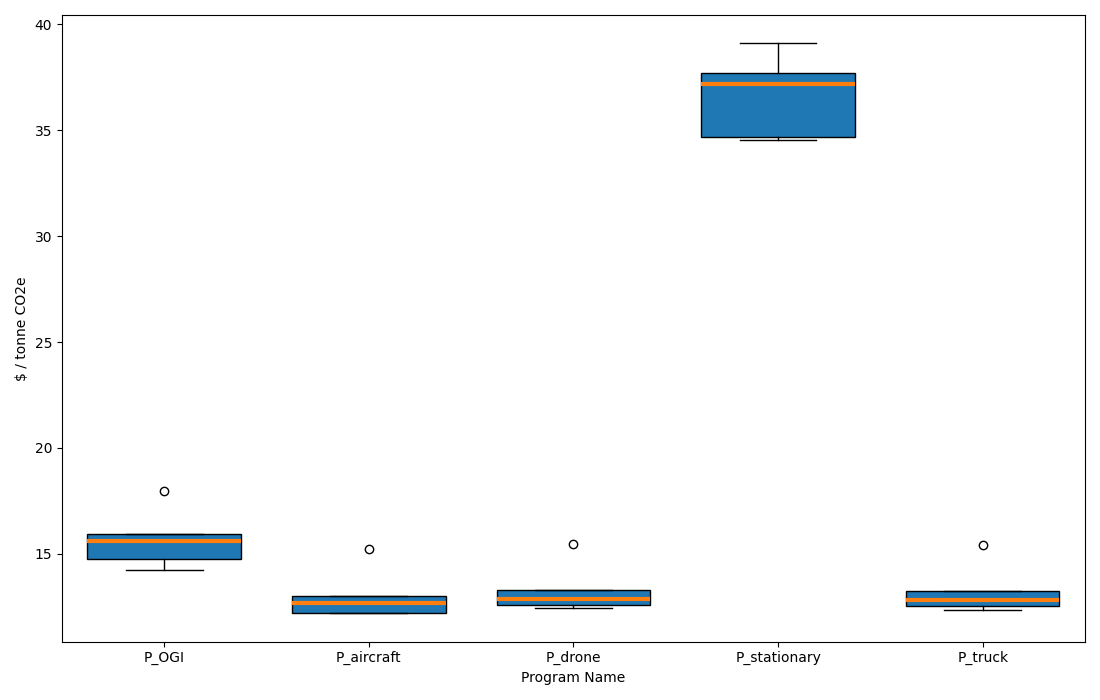 40
35
30
25
20
15
$ / tonne CO2e
P_OGI
P_aircraft
P_drone
P_stationary
P_truck
Program Name